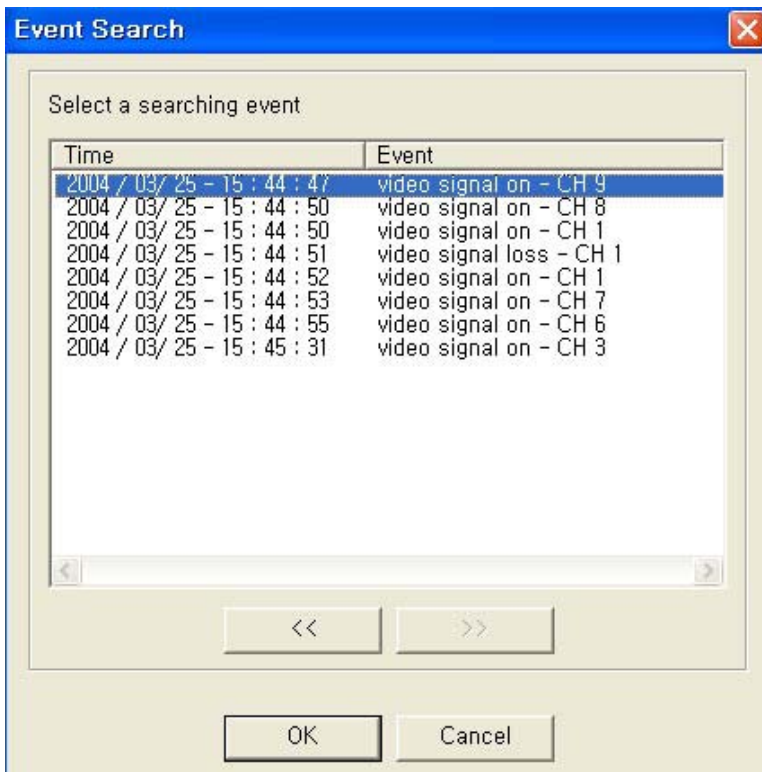 Event Search
Select a searching event
Time Event
2004 / 03/ 25 - 15 : 44 : 47 video signal on - CH 9
2004 / 03/ 25 - 15 : 44 : 50 video signal on - CH 8
2004 / 03/ 25 - 15 : 44 : 50 video signal on - CH 1
2004 / 03/ 25 - 15 : 44 : 51 video signal loss - CH 1
2004 / 03/ 25 - 15 : 44 : 52 video signal on - CH 1
2004 / 03/ 25 - 15 : 44 : 53 video signal on - CH 7
2004 / 03/ 25 - 15 : 44 : 55 video signal on - CH 6
2004 / 03/ 25 - 15 : 45 : 31 video signal on - CH 3
<< >>
OK Cancel